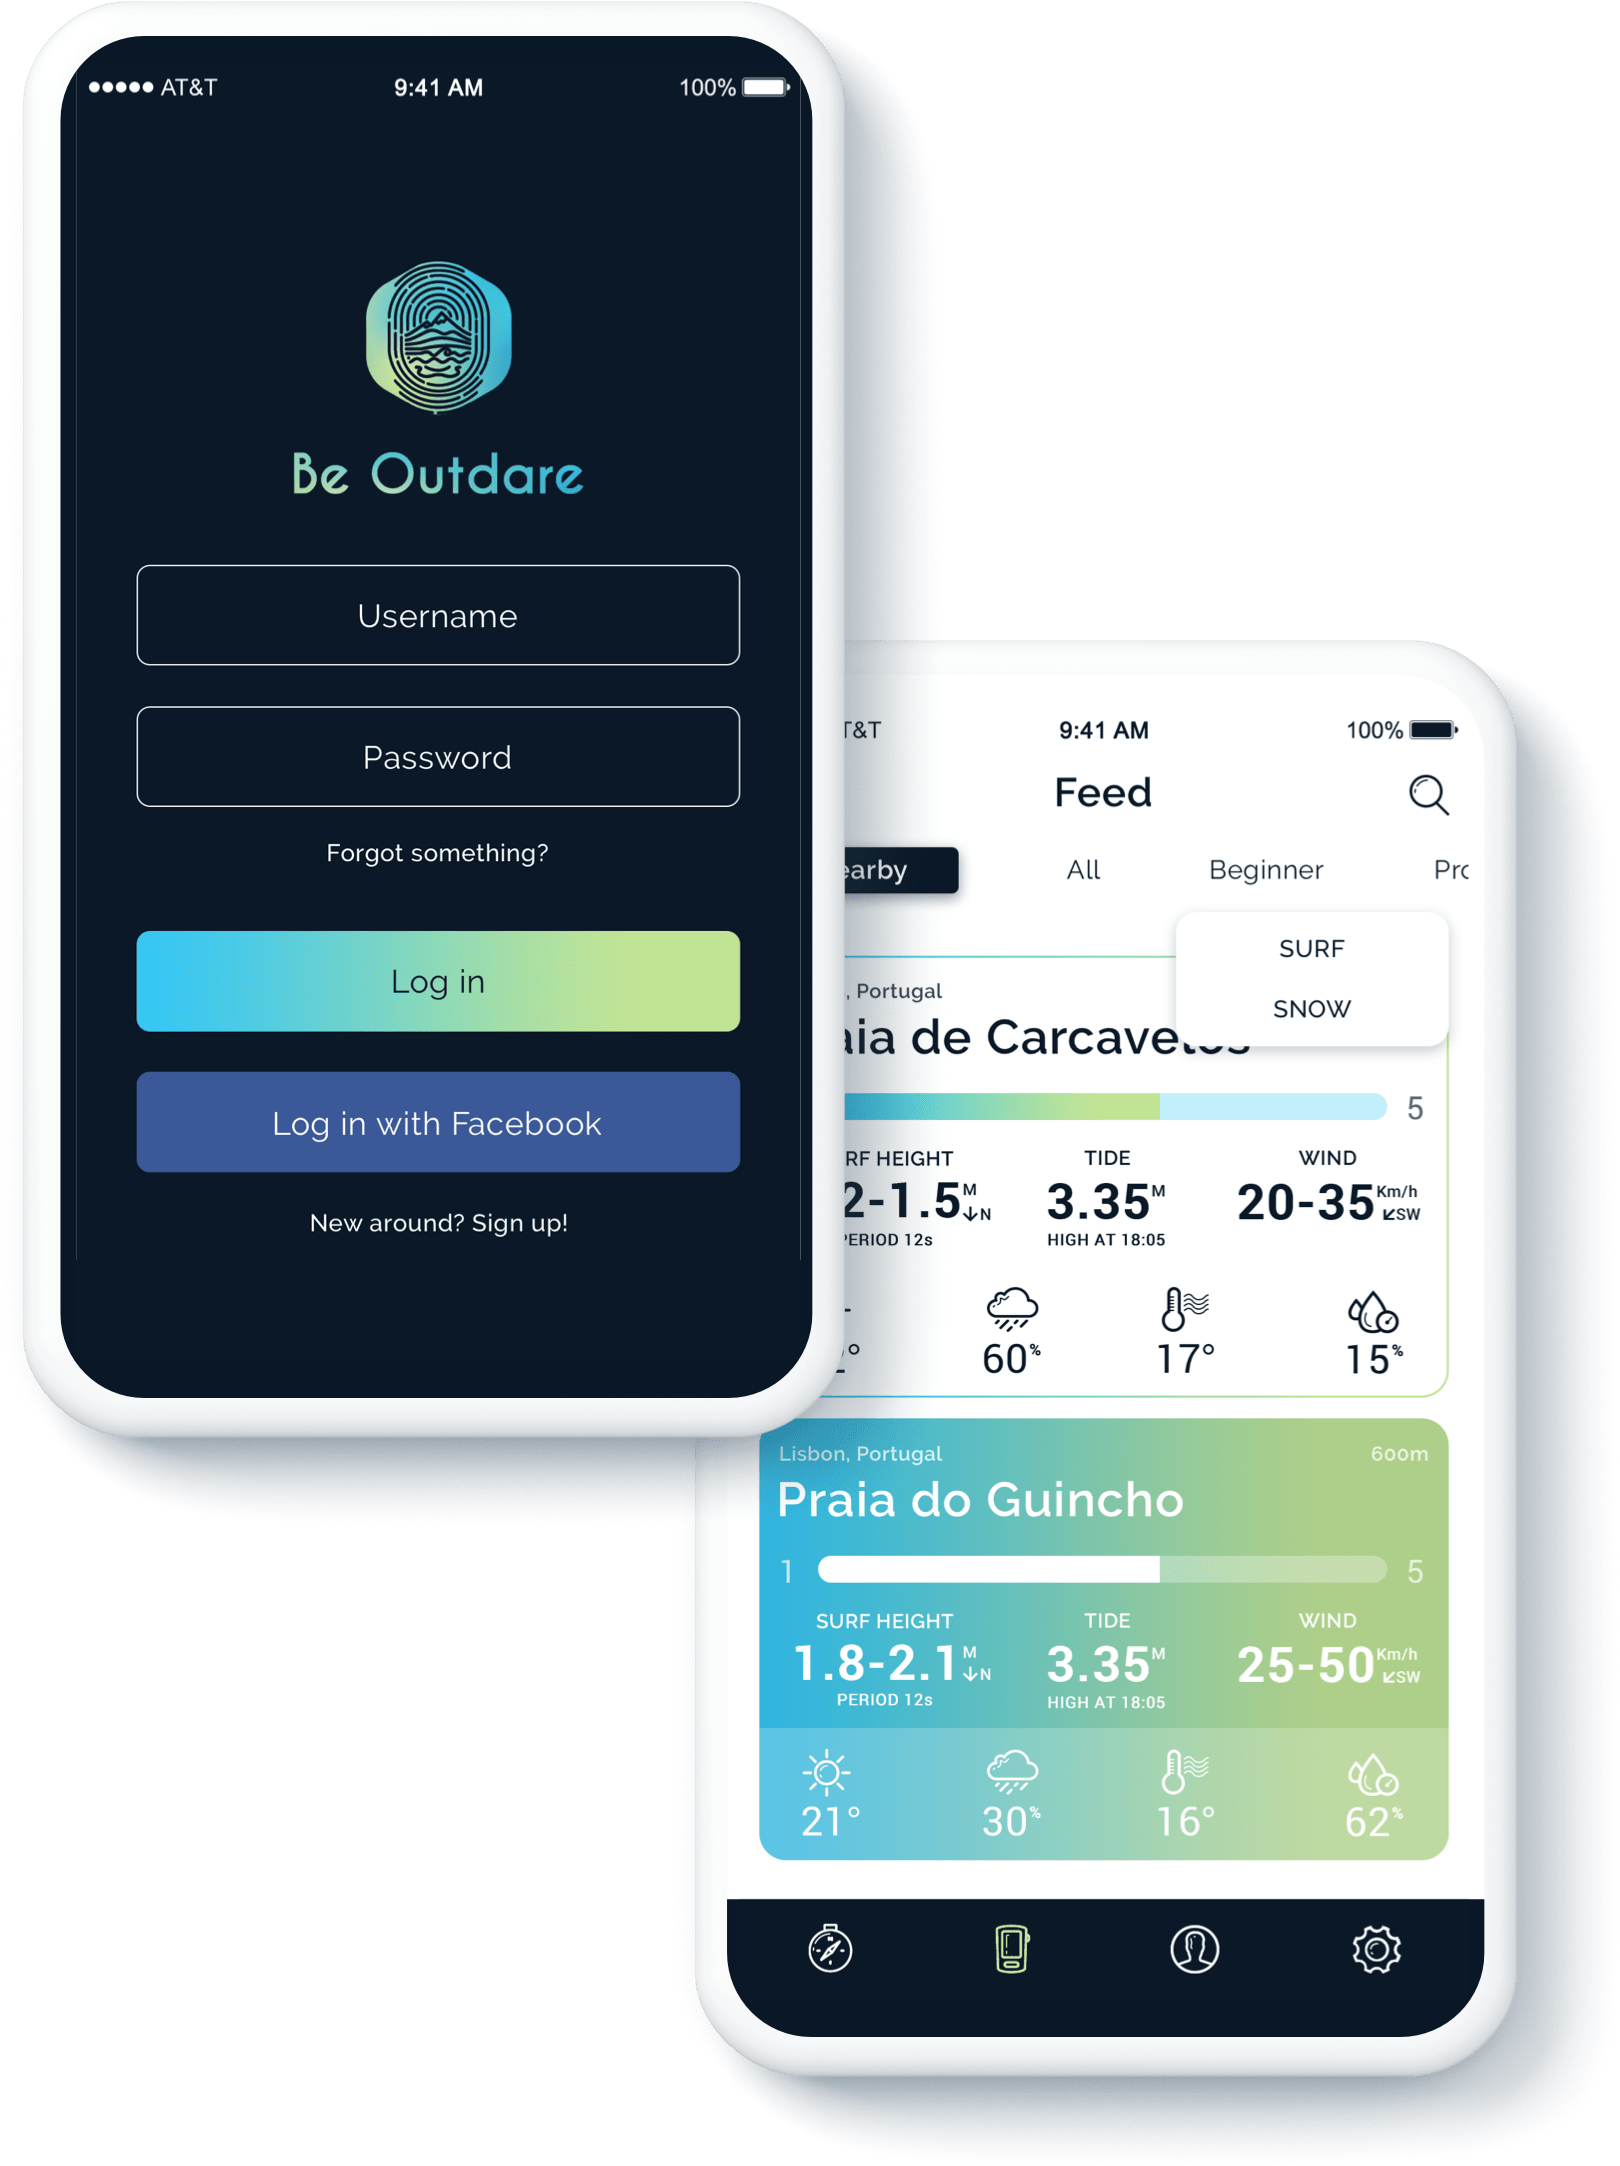 AT&T 9:41 AM 100%
Be Outdare
Username
Password
Forgot something?
Log in
Log in with Facebook
New around? Sign up!
T&T 9:41 AM 100%
Feed
earby All Beginner Pro
SURF
SNOW
, Portugal
aia de Carcavelos
5
RF HEIGHT TIDE WIND
2-1.5 M N 3.35 M 20-35 Km/h SW
PERIOD 12s HIGH AT 18:05
2° 60% 17° 15%
Lisbon, Portugal 600m
Praia do Guincho
1 5
SURF HEIGHT TIDE WIND
1.8-2.1 M N 3.35 M 25-50 Km/h SW
PERIOD 12s HIGH AT 18:05
21° 30% 16° 62%